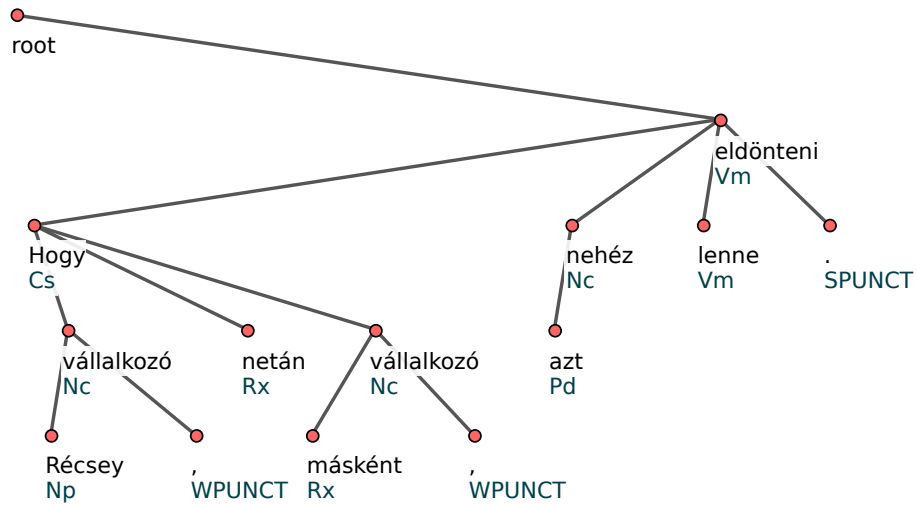 root
eldönteni
Vm
Hogy
Cs
nehéz
Nc
lenne
Vm
.
SPUNCT
vállalkozó
Nc
netán
Rx
vállalkozó
Nc
azt
Pd
Récsey
Np
,
WPUNCT
másként
Rx
,
WPUNCT